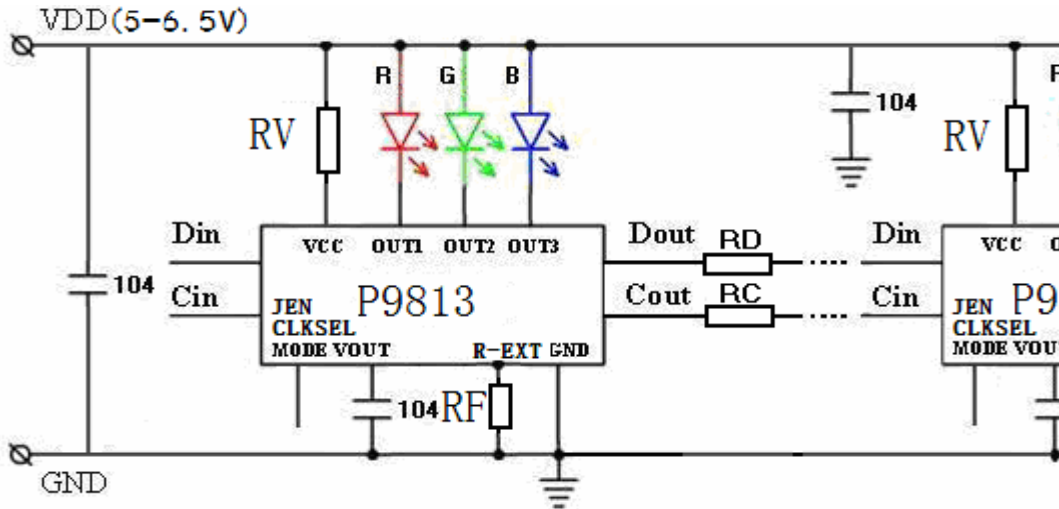 VDD(5-6.5V)
R G B
104
RV
RV
Din
VCC OUT1 OUT2 OUT3
Dout RD
Din
VCC
104
Cin
JEN P9813
CLKSEL
MODE VOUT R-EXT GND
Cout RC
Cin
JEN P9
CLKSEL
MODE VOU
104
RF
GND